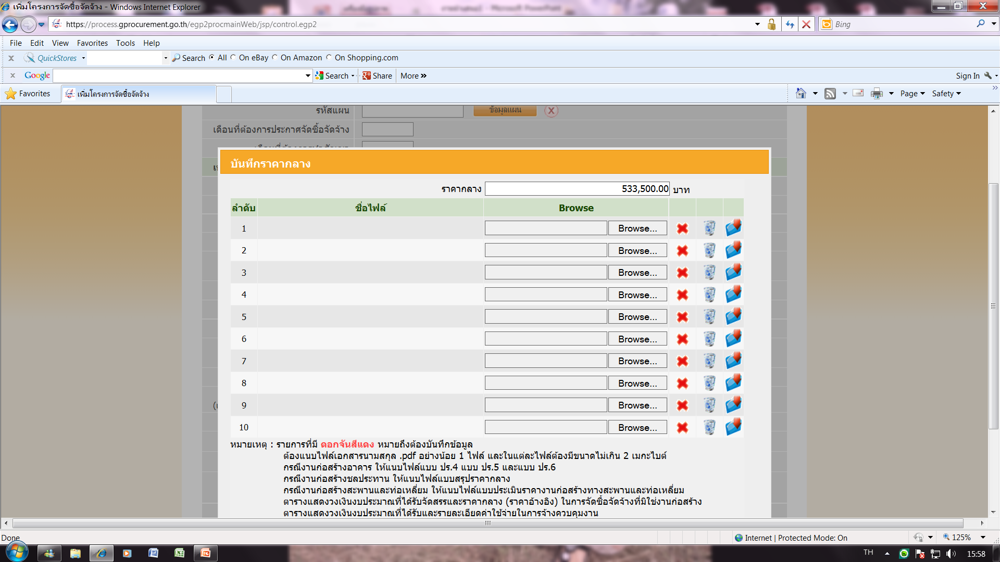 เพิ่มโครงการจัดซื้อจัดจ้าง - Windows Internet Explorer
https://process.gprocurement.go.th/egp2procmainWeb/jsp/control.egp2
Bing
File Edit View Favorites Tools Help
x QuickStores Search All On eBay On Amazon On Shopping.com
x Google Search Share More » Sign In
Favorites เพิ่มโครงการจัดซื้อจัดจ้าง Page Safety »
รหัสแผน ข้อมูลแผน X
เดือนที่ต้องการประกาศจัดซื้อจัดจ้าง
บันทึกราคากลาง
ราคากลาง 533,500.00 บาท
ลำดับ ชื่อไฟล์ Browse
1 Browse...
2 Browse...
3 Browse...
4 Browse...
5 Browse...
6 Browse...
7 Browse...
8 Browse...
9 Browse...
10 Browse...
หมายเหตุ : รายการที่มี ดอกจันสีแดง หมายถึงต้องบันทึกข้อมูล
ต้องแนบไฟล์เอกสารนามสกุล .pdf อย่างน้อย 1 ไฟล์ และในแต่ละไฟล์ต้องมีขนาดไม่เกิน 2 เมกะไบต์
กรณีงานก่อสร้างอาคาร ให้แนบไฟล์แบบ ปร.4 แบบ ปร.5 และแบบ ปร.6
กรณีงานก่อสร้างชลประทาน ให้แนบไฟล์แบบสรุปราคากลาง
กรณีงานก่อสร้างสะพานและท่อเหลี่ยม ให้แนบไฟล์แบบประเมินราคางานก่อสร้างทางสะพานและท่อเหลี่ยม
ตารางแสดงวงเงินงบประมาณที่ได้รับจัดสรรและราคากลาง (ราคาอ้างอิง) ในการจัดซื้อจัดจ้างที่มิใช่งานก่อสร้าง
ตารางแสดงวงเงินงบประมาณที่ได้รับและรายละเอียดค่าใช้จ่ายในการจ้างควบคุมงาน
Done Internet | Protected Mode: On 125%
TH 15:58